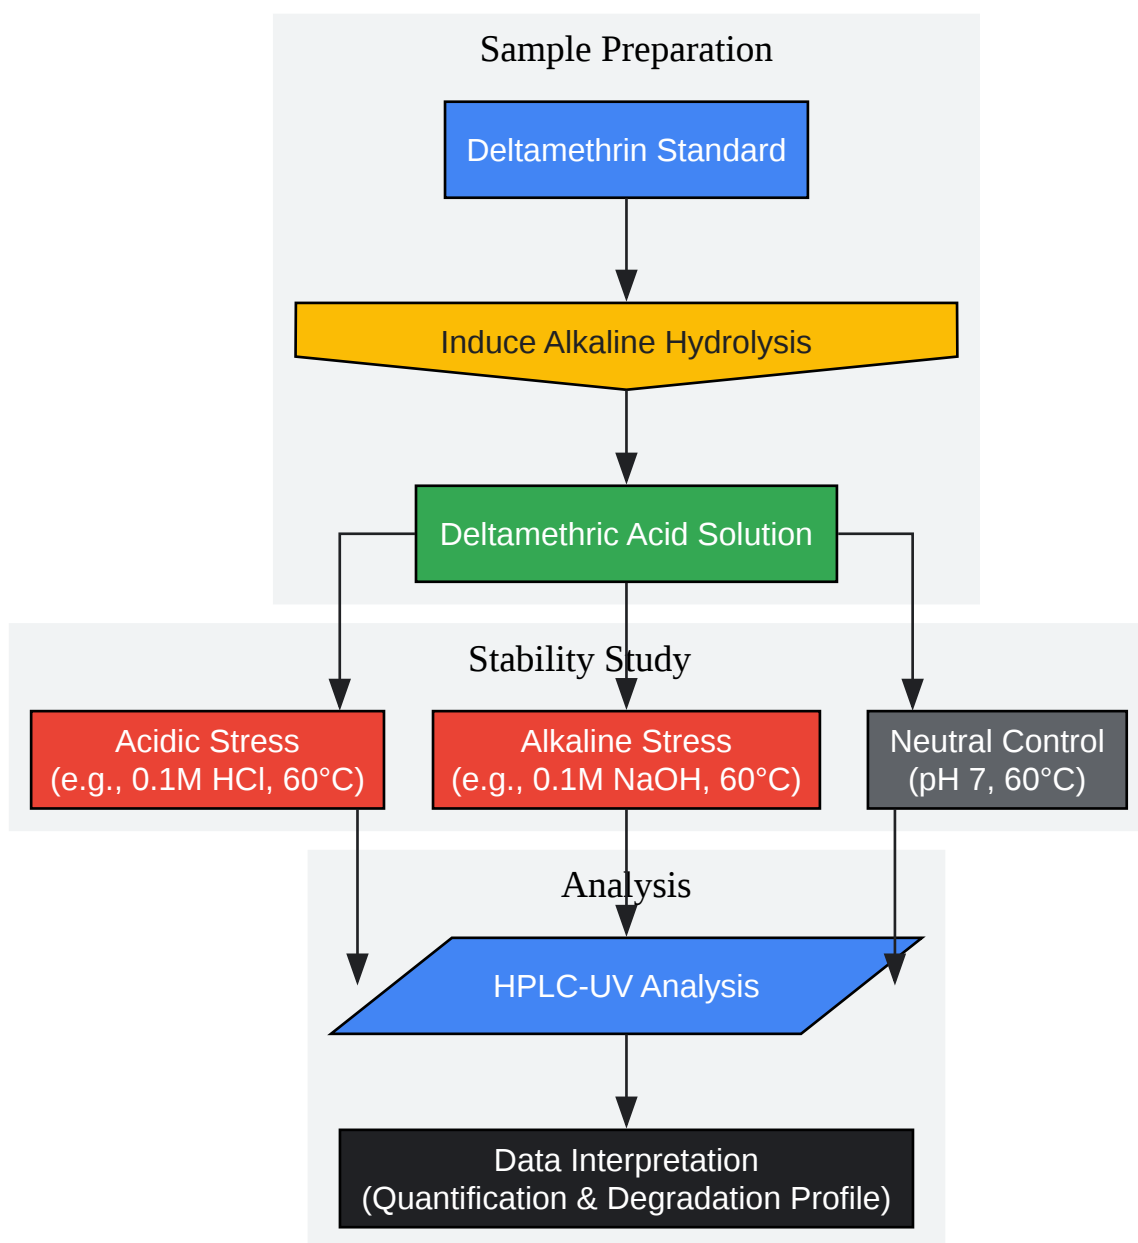 Sample Preparation
Deltamethrin Standard
Induce Alkaline Hydrolysis
Deltamethric Acid Solution
Stability Study
Acidic Stress
(e.g., 0.1M HCl, 60°C)
Alkaline Stress
(e.g., 0.1M NaOH, 60°C)
Neutral Control
(pH 7, 60°C)
Analysis
HPLC-UV Analysis
Data Interpretation
(Quantification & Degradation Profile)